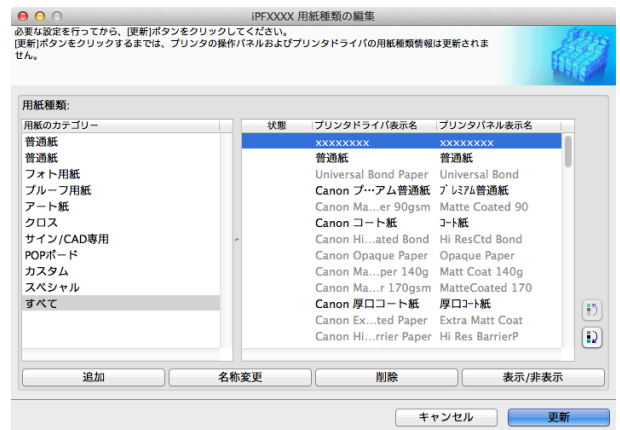 iPFXXXX 用紙種類の編集
必要な設定を行ってから、[更新]ボタンをクリックしてください。
[更新]ボタンをクリックするまでは、プリンタの操作パネルおよびプリンタドライバの用紙種類情報は更新されま
せん。
用紙種類:
用紙のカテゴリー
普通紙
普通紙
フォト用紙
プルーフ用紙
アート紙
クロス
サイン/CAD専用
POPボード
カスタム
スペシャル
すべて
状態 プリンタドライバ表示名 プリンタパネル表示名
xxxxxxxx xxxxxxxx
普通紙 普通紙
Universal Bond Paper Universal Bond
Canon プ…アム普通紙 プレミアム普通紙
Canon Ma...er 90gsm Matte Coated 90
Canon コート紙 コート紙
Canon Hi...ated Bond Hi ResCtd Bond
Canon Opaque Paper Opaque Paper
Canon Ma...per 140g Matt Coat 140g
Canon Ma...r 170gsm MatteCoated 170
Canon 厚口コート紙 厚口コート紙
Canon Ex...ted Paper Extra Matt Coat
Canon Hi...rrier Paper Hi Res BarrierP
追加 名称変更 削除 表示/非表示
キャンセル 更新